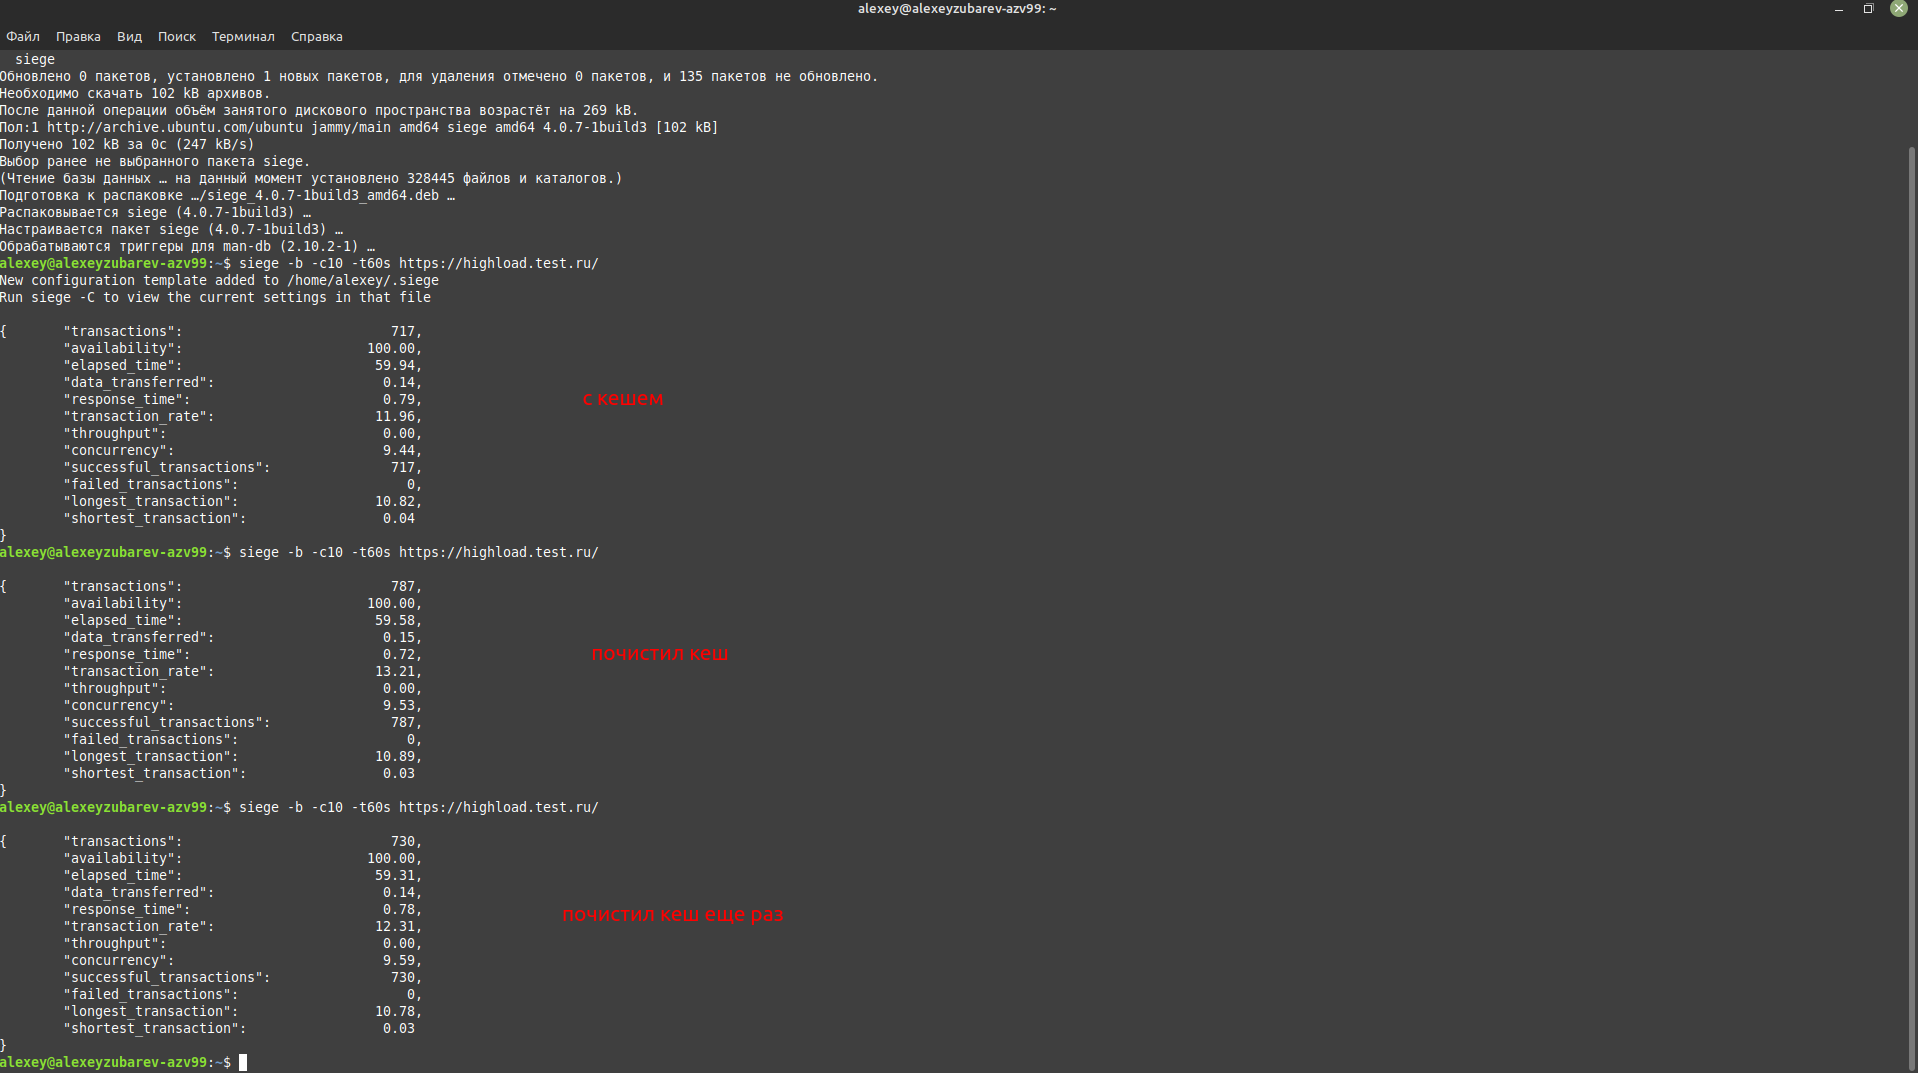 alexey@alexeyzubarev-azv99: ~
Файл Правка Вид Поиск Терминал Справка
siege
Обновлено 0 пакетов, установлено 1 новых пакетов, для удаления отмечено 0 пакетов, и 135 пакетов не обновлено.
Необходимо скачать 102 kB архивов.
После данной операции объём занятого дискового пространства возрастёт на 269 kB.
Пол:1 http://archive.ubuntu.com/ubuntu jammy/main amd64 siege amd64 4.0.7-1build3 [102 kB]
Получено 102 kB за 0с (247 kB/s)
Выбор ранее не выбранного пакета siege.
(Чтение базы данных … на данный момент установлено 328445 файлов и каталогов.)
Подготовка к распаковке …/siege_4.0.7-1build3_amd64.deb …
Распаковывается siege (4.0.7-1build3) …
Настраивается пакет siege (4.0.7-1build3) …
Обрабатываются триггеры для man-db (2.10.2-1) …
alexey@alexeyzubarev-azv99:~$ siege -b -c10 -t60s https://highload.test.ru/
New configuration template added to /home/alexey/.siege
Run siege -C to view the current settings in that file
{ "transactions": 717,
"availability": 100.00,
"elapsed_time": 59.94,
"data_transferred": 0.14,
"response_time": 0.79,
с кешем
"transaction_rate": 11.96,
"throughput": 0.00,
"concurrency": 9.44,
"successful_transactions": 717,
"failed_transactions": 0,
"longest_transaction": 10.82,
"shortest_transaction": 0.04
}
alexey@alexeyzubarev-azv99:~$ siege -b -c10 -t60s https://highload.test.ru/
{ "transactions": 787,
"availability": 100.00,
"elapsed_time": 59.58,
"data_transferred": 0.15,
"response_time": 0.72,
почистил кеш
"transaction_rate": 13.21,
"throughput": 0.00,
"concurrency": 9.53,
"successful_transactions": 787,
"failed_transactions": 0,
"longest_transaction": 10.89,
"shortest_transaction": 0.03
}
alexey@alexeyzubarev-azv99:~$ siege -b -c10 -t60s https://highload.test.ru/
{ "transactions": 730,
"availability": 100.00,
"elapsed_time": 59.31,
"data_transferred": 0.14,
"response_time": 0.78,
почистил кеш еще раз
"transaction_rate": 12.31,
"throughput": 0.00,
"concurrency": 9.59,
"successful_transactions": 730,
"failed_transactions": 0,
"longest_transaction": 10.78,
"shortest_transaction": 0.03
}
alexey@alexeyzubarev-azv99:~$